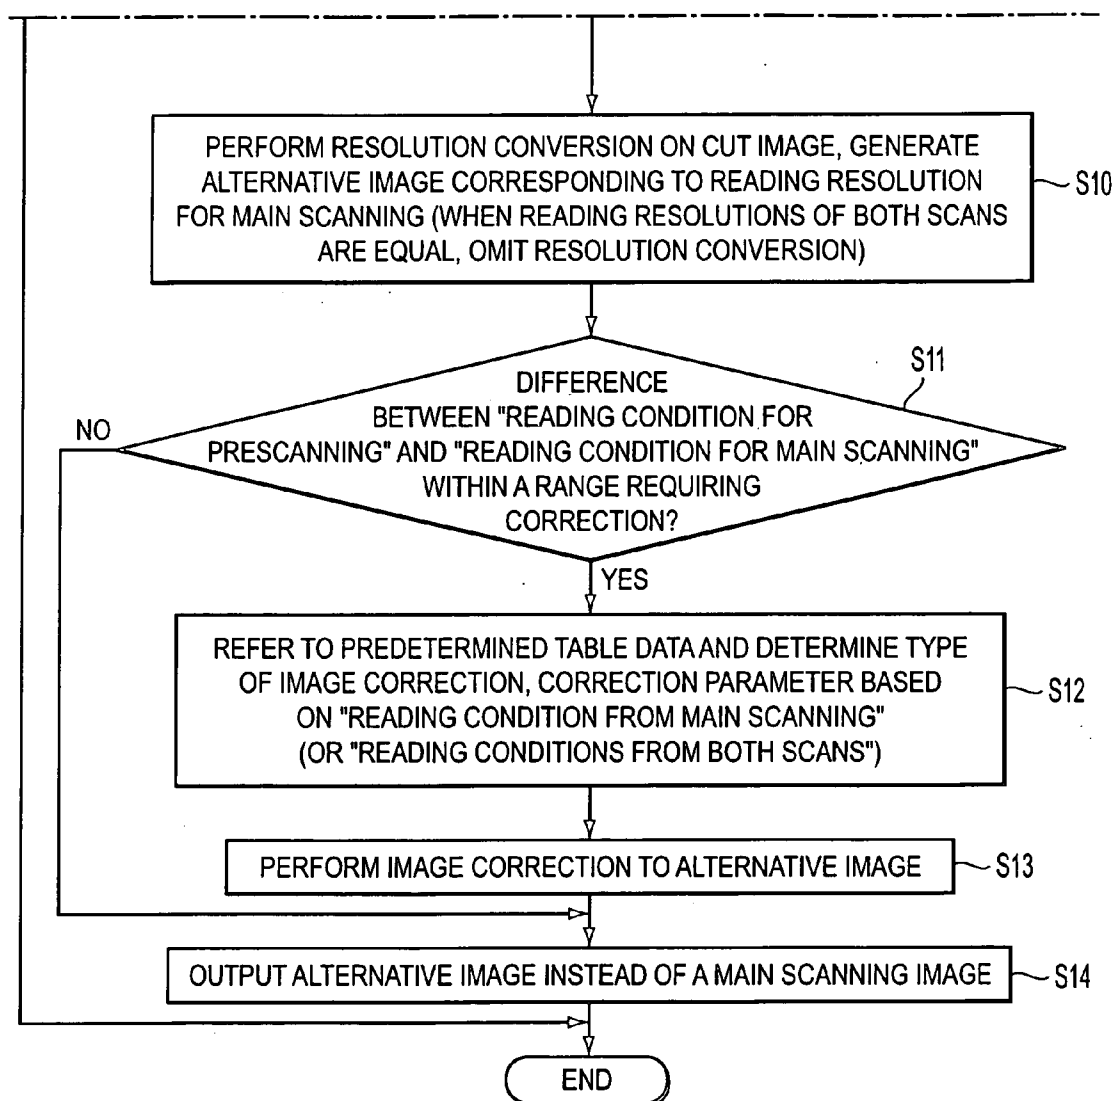 PERFORM RESOLUTION CONVERSION ON CUT IMAGE, GENERATE
ALTERNATIVE IMAGE CORRESPONDING TO READING RESOLUTION
FOR MAIN SCANNING (WHEN READING RESOLUTIONS OF BOTH SCANS
ARE EQUAL, OMIT RESOLUTION CONVERSION)
S10
S11
DIFFERENCE
BETWEEN "READING CONDITION FOR
PRESCANNING" AND "READING CONDITION FOR MAIN SCANNING"
WITHIN A RANGE REQUIRING
CORRECTION?
NO
YES
REFER TO PREDETERMINED TABLE DATA AND DETERMINE TYPE
OF IMAGE CORRECTION, CORRECTION PARAMETER BASED
ON "READING CONDITION FROM MAIN SCANNING"
(OR "READING CONDITIONS FROM BOTH SCANS")
S12
PERFORM IMAGE CORRECTION TO ALTERNATIVE IMAGE
S13
OUTPUT ALTERNATIVE IMAGE INSTEAD OF A MAIN SCANNING IMAGE
S14
END